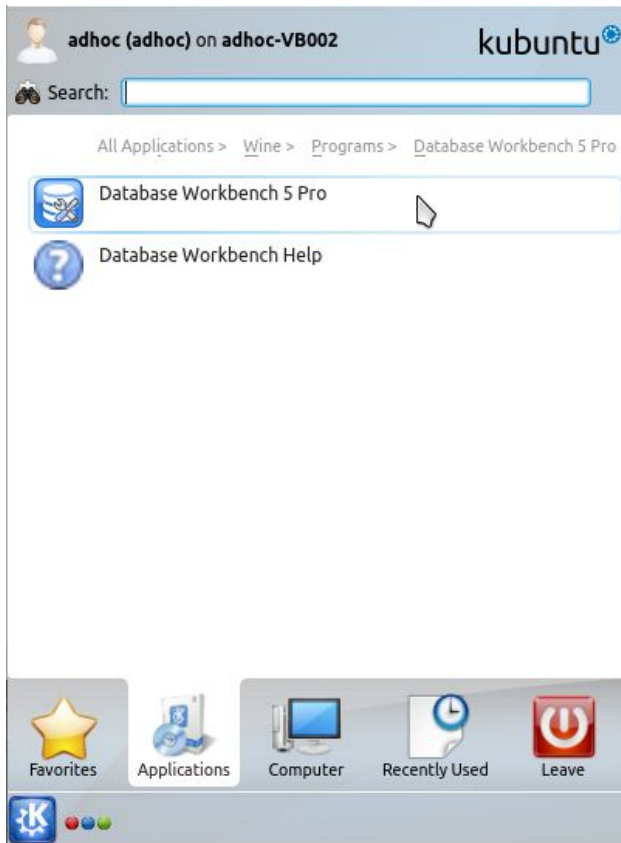 adhoc (adhoc) on adhoc-VB002
kubuntu
Search:
All Applications > Wine > Programs > Database Workbench 5 Pro
Database Workbench 5 Pro
Database Workbench Help
Favorites
Applications
Computer
Recently Used
Leave